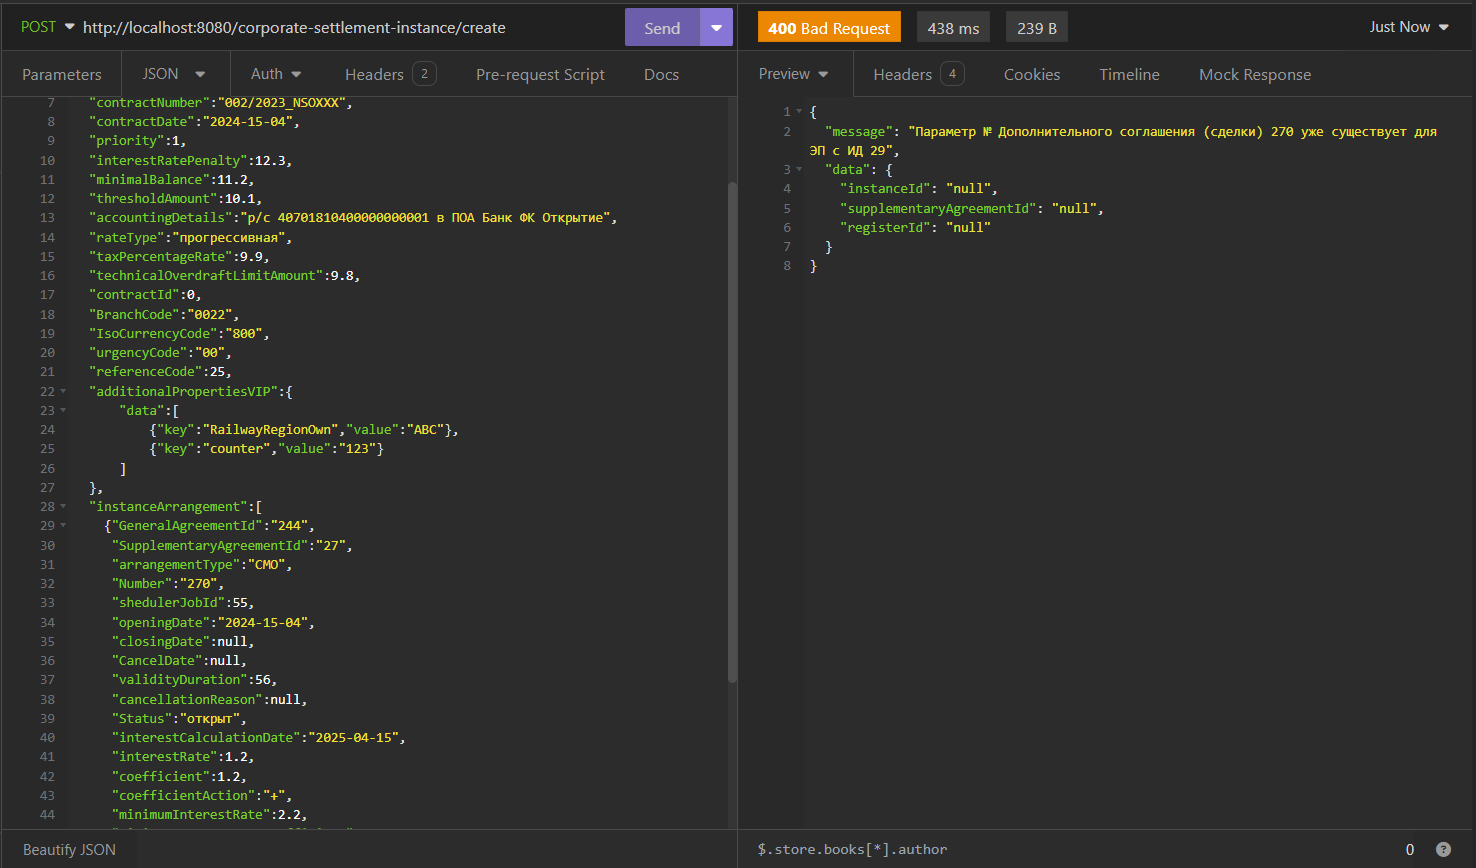 POST http://localhost:8080/corporate-settlement-instance/create Send 400 Bad Request 438 ms 239 B Just Now
Parameters JSON Auth Headers 2 Pre-request Script Docs Preview Headers 4 Cookies Timeline Mock Response
7 "contractNumber":"002/2023_NSOXXX",
8 "contractDate":"2024-15-04",
9 "priority":1,
10 "interestRatePenalty":12.3,
11 "minimalBalance":11.2,
12 "thresholdAmount":10.1,
13 "accountingDetails":"р/с 40701810400000000001 в ПОА Банк ФК Открытие",
14 "rateType":"прогрессивная",
15 "taxPercentageRate":9.9,
16 "technicalOverdraftLimitAmount":9.8,
17 "contractId":0,
18 "BranchCode":"0022",
19 "IsoCurrencyCode":"800",
20 "urgencyCode":"00",
21 "referenceCode":25,
22 "additionalPropertiesVIP":{
23 "data":[
24 {"key":"RailwayRegionOwn","value":"ABC"},
25 {"key":"counter","value":"123"}
26 ]
27 },
28 "instanceArrangement":[
29 {"GeneralAgreementId":"244",
30 "SupplementaryAgreementId":"27",
31 "arrangementType":"СМО",
32 "Number":"270",
33 "shedulerJobId":55,
34 "openingDate":"2024-15-04",
35 "closingDate":null,
36 "CancelDate":null,
37 "validityDuration":56,
38 "cancellationReason":null,
39 "Status":"открыт",
40 "interestCalculationDate":"2025-04-15",
41 "interestRate":1.2,
42 "coefficient":1.2,
43 "coefficientAction":"+",
44 "minimumInterestRate":2.2,
Beautify JSON
1 {
2 "message": "Параметр № Дополнительного соглашения (сделки) 270 уже существует для
ЭП с ИД 29",
3 "data": {
4 "instanceId": "null",
5 "supplementaryAgreementId": "null",
6 "registerId": "null"
7 }
8 }
$.store.books[*].author 0 ?